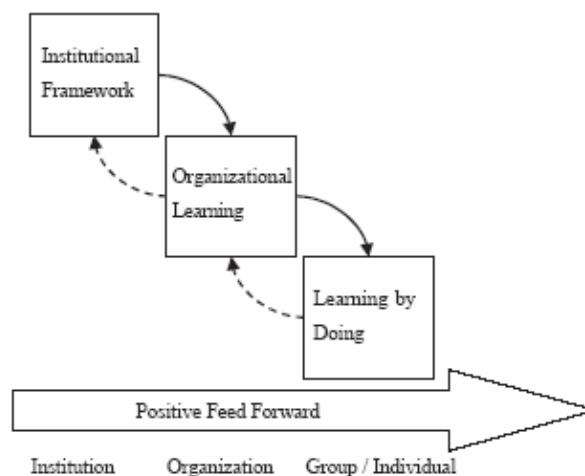 Institutional
Framework
Organizational
Learning
Learning by
Doing
Positive Feed Forward
Institution Organization Group / Individual